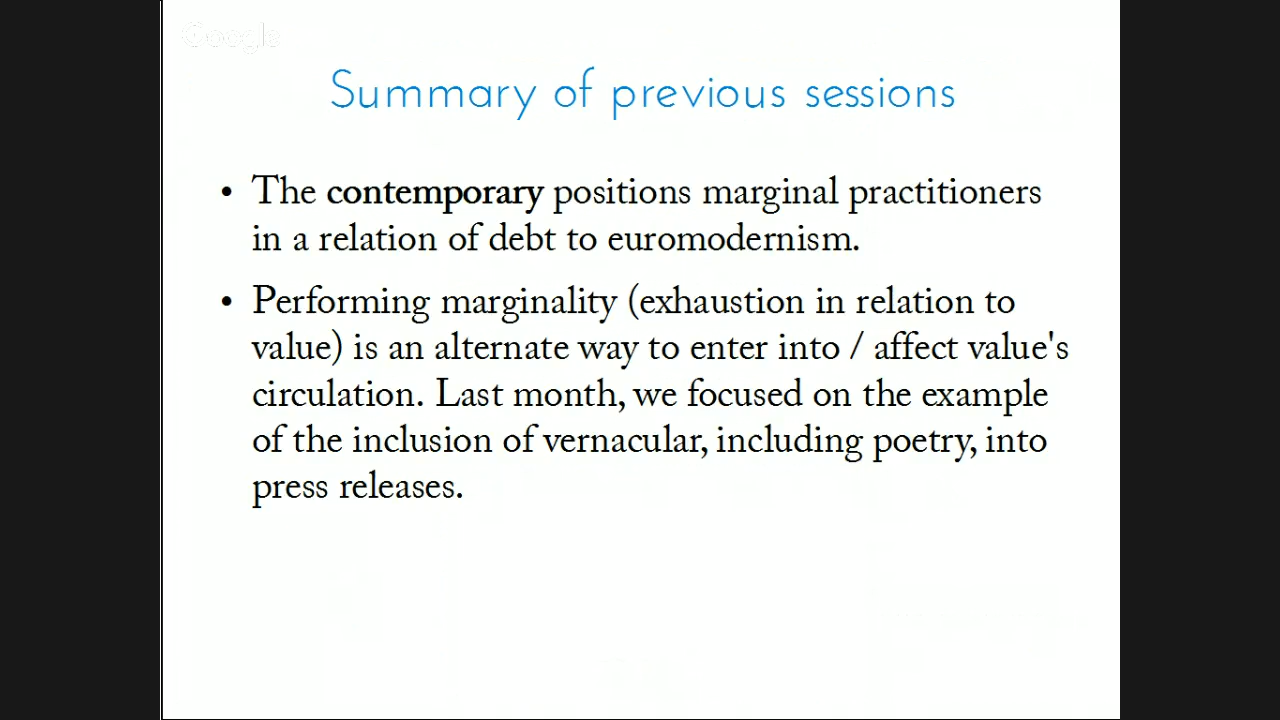 Google
Summary of previous sessions
• The contemporary positions marginal practitioners
in a relation of debt to euromodernism.
• Performing marginality (exhaustion in relation to
value) is an alternate way to enter into / affect value's
circulation. Last month, we focused on the example
of the inclusion of vernacular, including poetry, into
press releases.